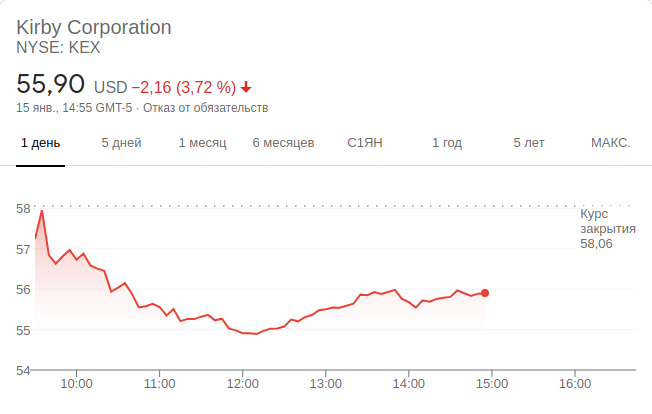 Kirby Corporation
NYSE: KEX
55,90 USD −2,16 (3,72 %)
15 янв., 14:55 GMT-5 · Отказ от обязательств
1 день 5 дней 1 месяц 6 месяцев С1ЯН 1 год 5 лет МАКС.
58
57
56
55
54
Курс
закрытия
58,06
10:00 11:00 12:00 13:00 14:00 15:00 16:00